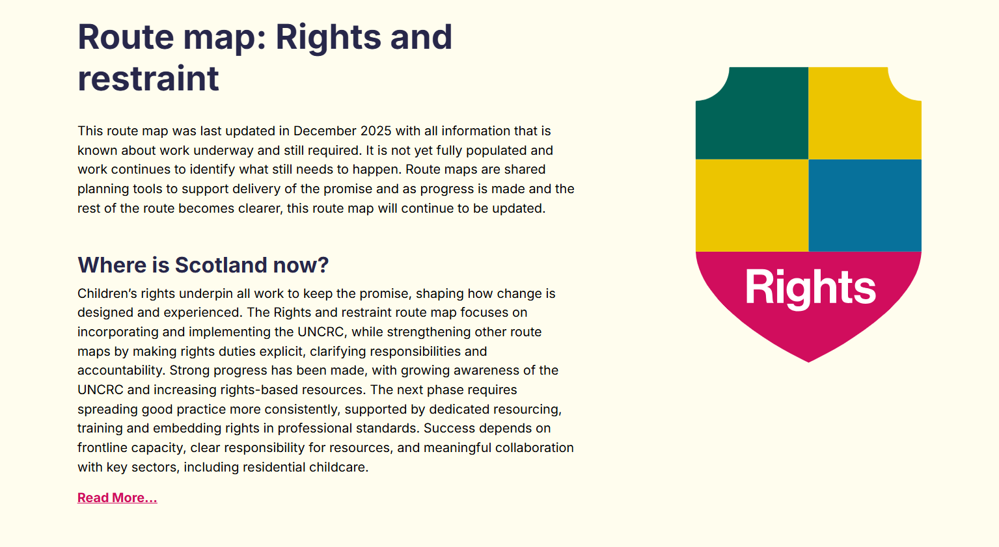 Route map: Rights and
restraint
This route map was last updated in December 2025 with all information that is
known about work underway and still required. It is not yet fully populated and
work continues to identify what still needs to happen. Route maps are shared
planning tools to support delivery of the promise and as progress is made and the
rest of the route becomes clearer, this route map will continue to be updated.
Where is Scotland now?
Children’s rights underpin all work to keep the promise, shaping how change is
designed and experienced. The Rights and restraint route map focuses on
incorporating and implementing the UNCRC, while strengthening other route
maps by making rights duties explicit, clarifying responsibilities and
accountability. Strong progress has been made, with growing awareness of the
UNCRC and increasing rights-based resources. The next phase requires
spreading good practice more consistently, supported by dedicated resourcing,
training and embedding rights in professional standards. Success depends on
frontline capacity, clear responsibility for resources, and meaningful collaboration
with key sectors, including residential childcare.
Read More...
Rights